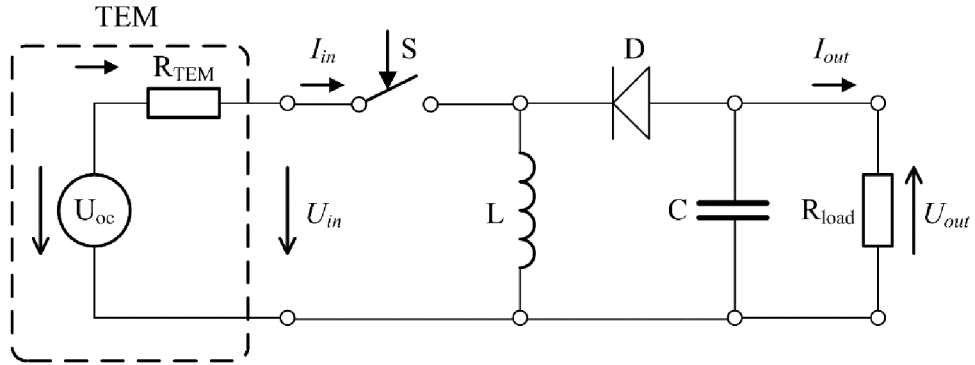 TEM
R_TEM
I_in
S
D
I_out
U_oc
U_in
L
C
R_load
U_out